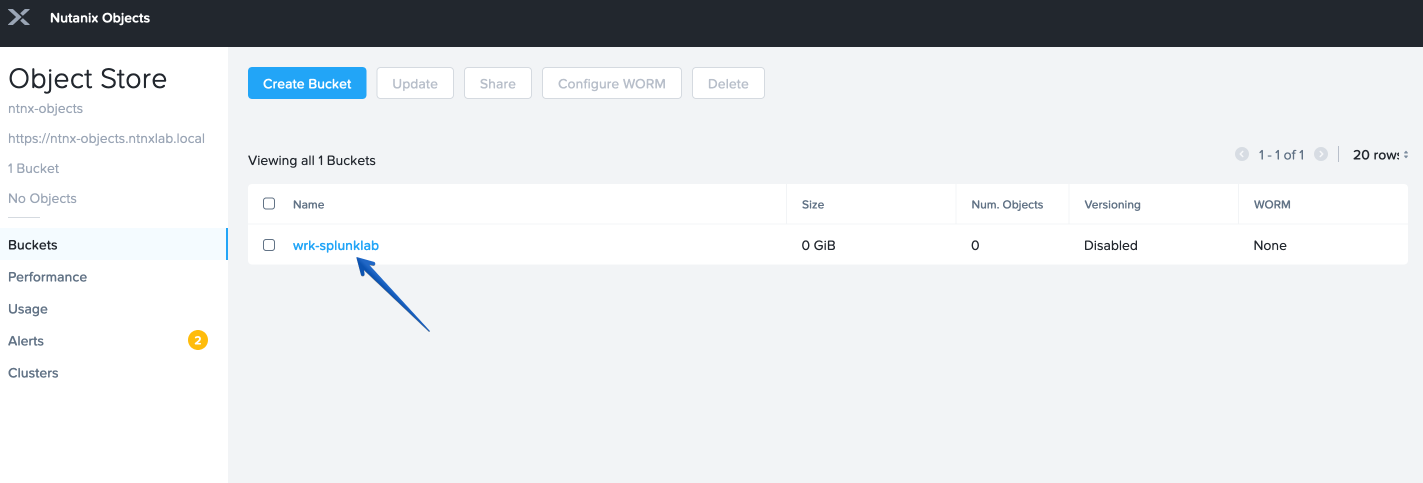 Nutanix Objects
Object Store
ntnx-objects
https://ntnx-objects.ntnxlab.local
1 Bucket
No Objects
Buckets
Performance
Usage
Alerts 2
Clusters
Create Bucket Update Share Configure WORM Delete
Viewing all 1 Buckets 1 - 1 of 1 20 rows
Name Size Num. Objects Versioning WORM
wrk-splunklab 0 GiB 0 Disabled None